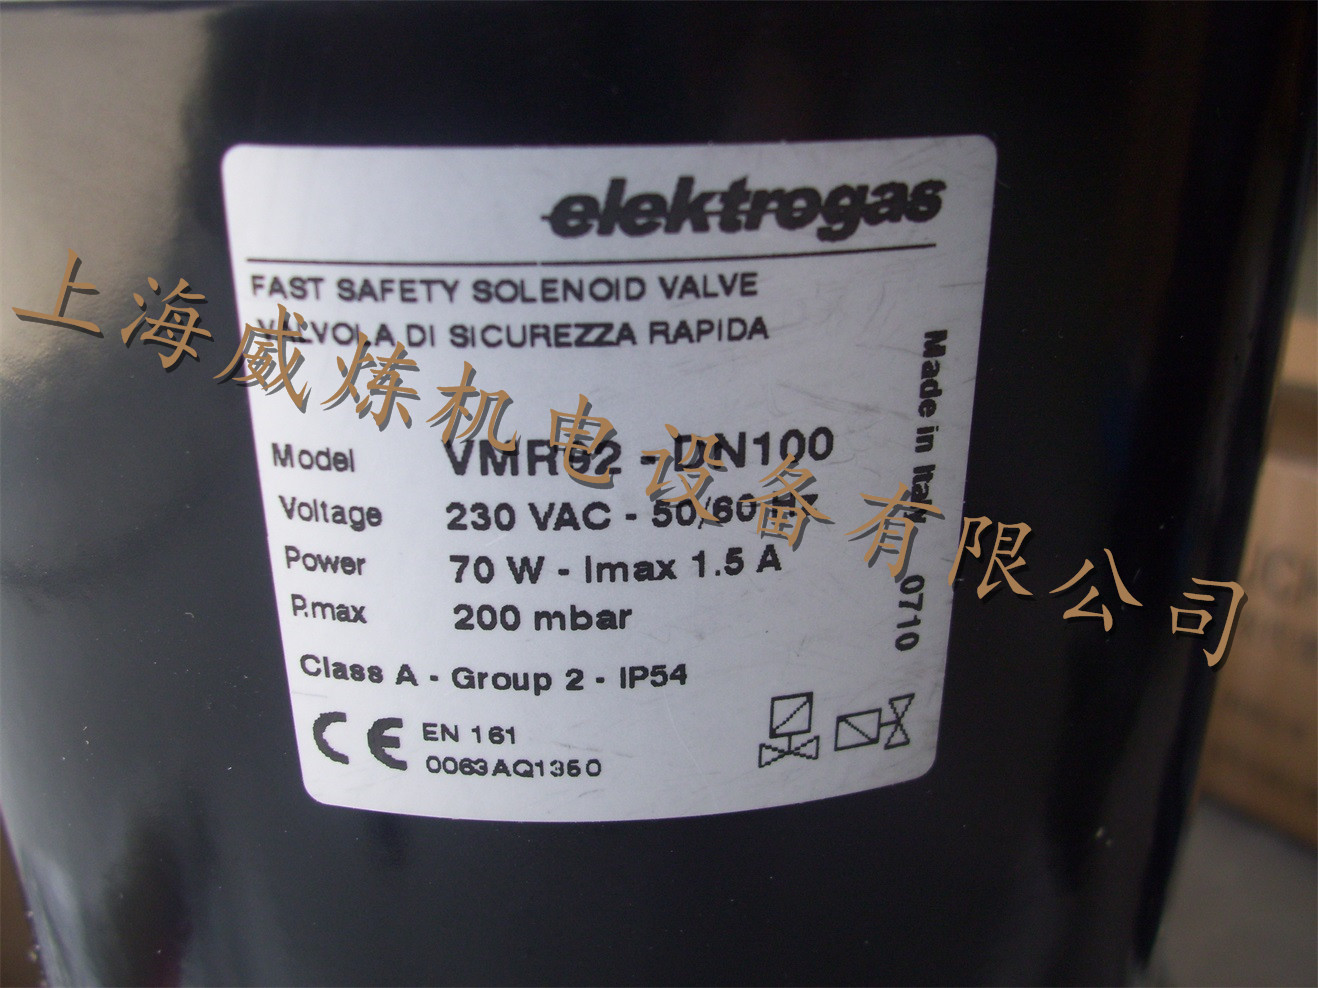 elektrogas
FAST SAFETY SOLENOID VALVE
VALVOLA DI SICUREZZA RAPIDA
Model VMR92 - DN100
Voltage 230 VAC - 50/60 Hz
Power 70 W - Imax 1.5 A
P.max 200 mbar
Class A - Group 2 - IP54
CE EN 161
0063AQ1350
Made in Italy 0710
上海威炼机电设备有限公司